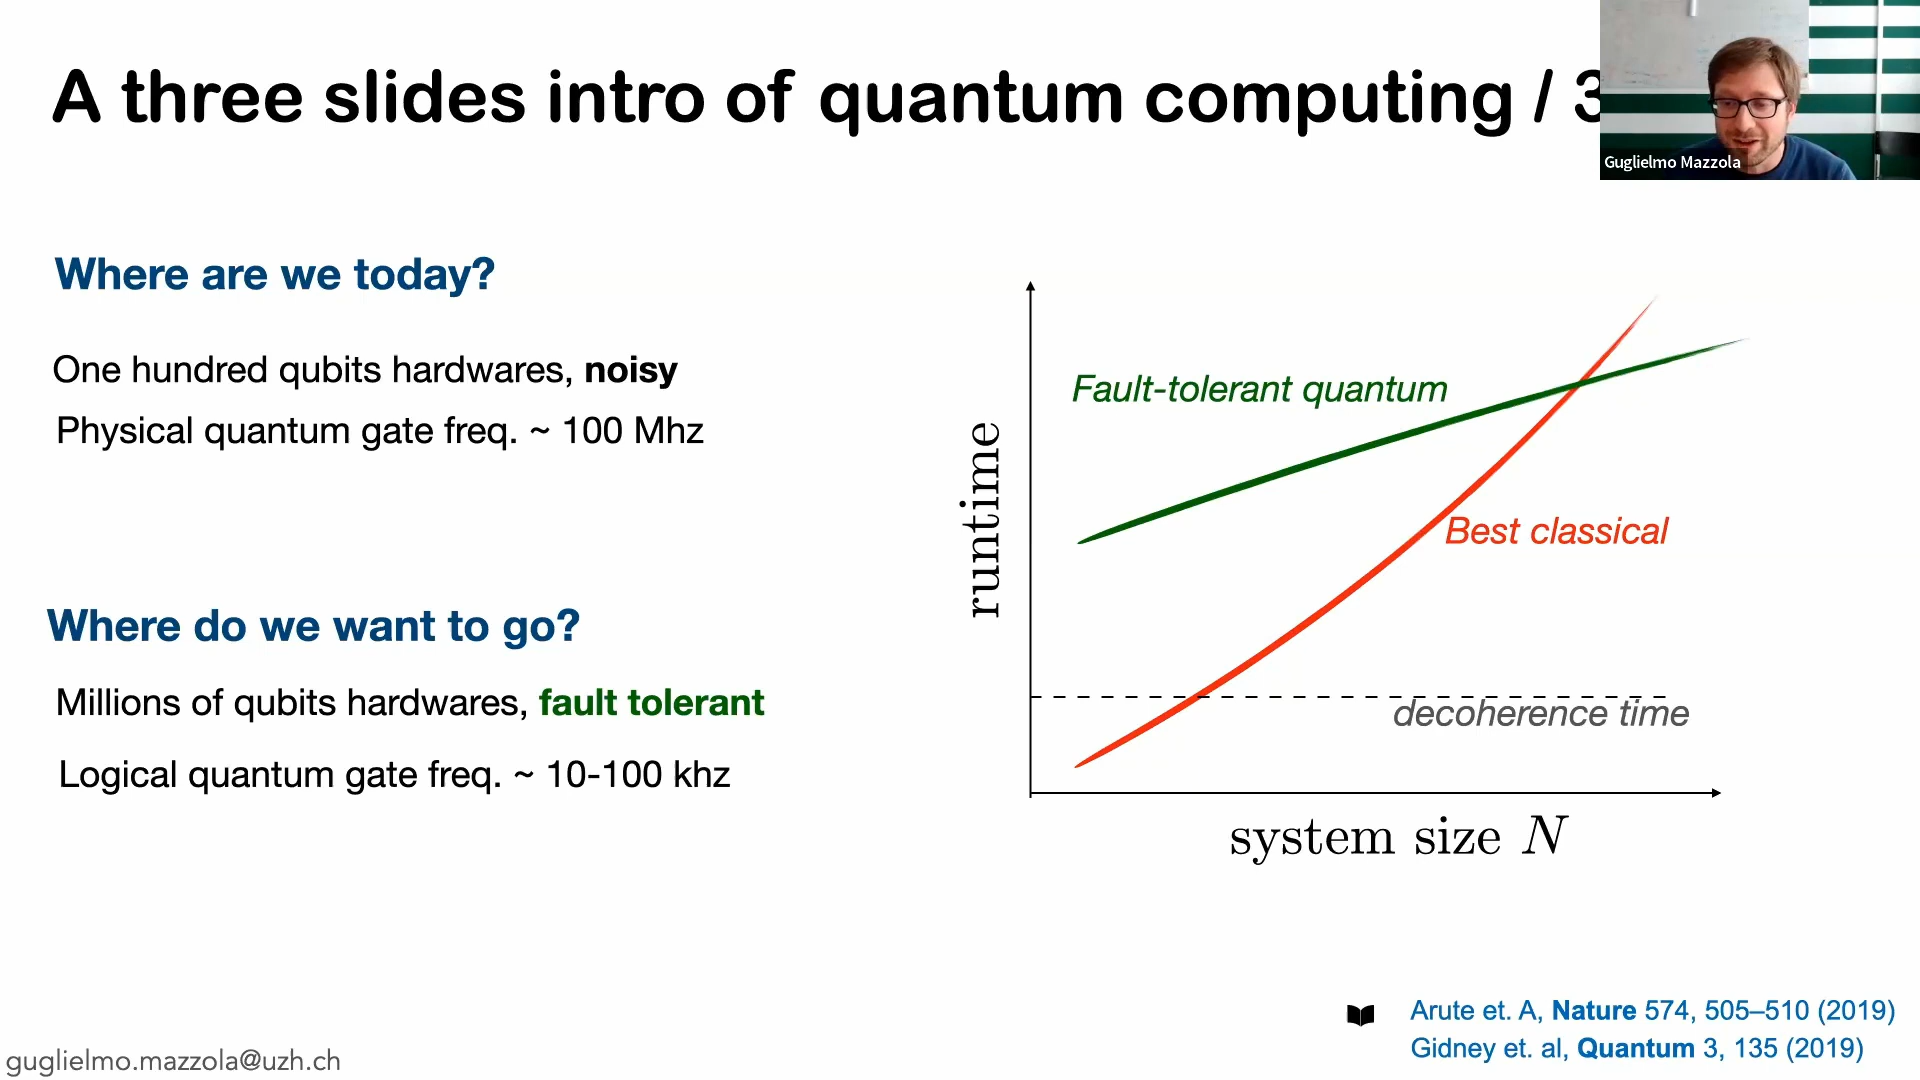 A three slides intro of quantum computing / 3
Guglielmo Mazzola
Where are we today?
One hundred qubits hardwares, noisy
Physical quantum gate freq. ~ 100 Mhz
Where do we want to go?
Millions of qubits hardwares, fault tolerant
Logical quantum gate freq. ~ 10-100 khz
runtime
Fault-tolerant quantum
Best classical
decoherence time
system size N
Arute et. A, Nature 574, 505–510 (2019)
Gidney et. al, Quantum 3, 135 (2019)
guglielmo.mazzola@uzh.ch